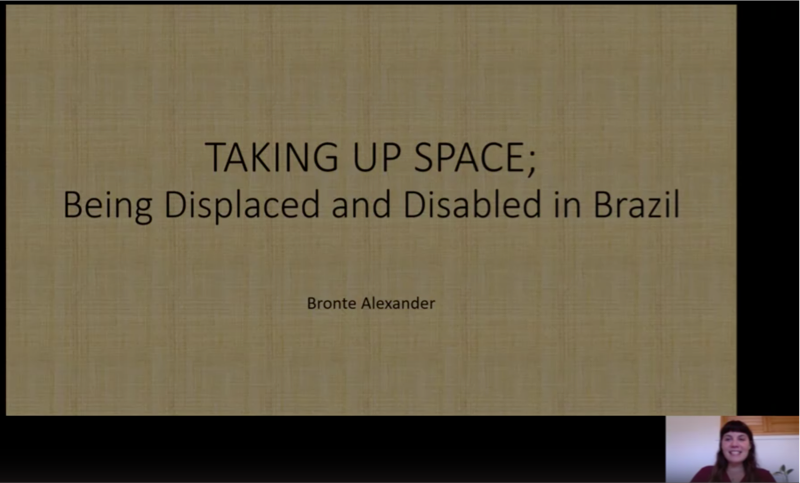 TAKING UP SPACE;
Being Displaced and Disabled in Brazil
Bronte Alexander